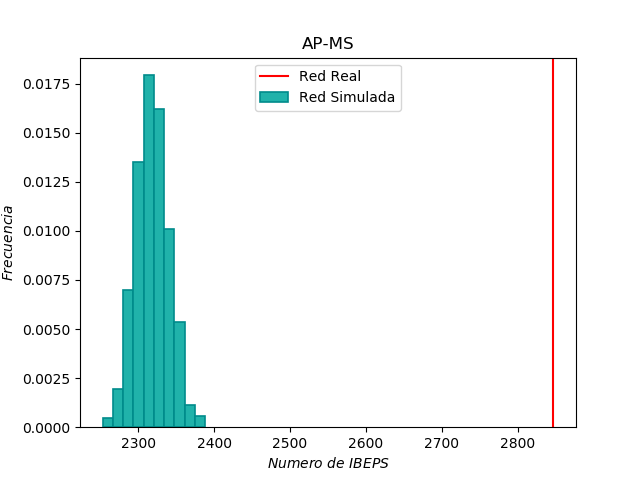 AP-MS
Red Real
Red Simulada
0.0175
0.0150
0.0125
0.0100
0.0075
0.0050
0.0025
0.0000
Frecuencia
2300 2400 2500 2600 2700 2800
Numero de IBEPS